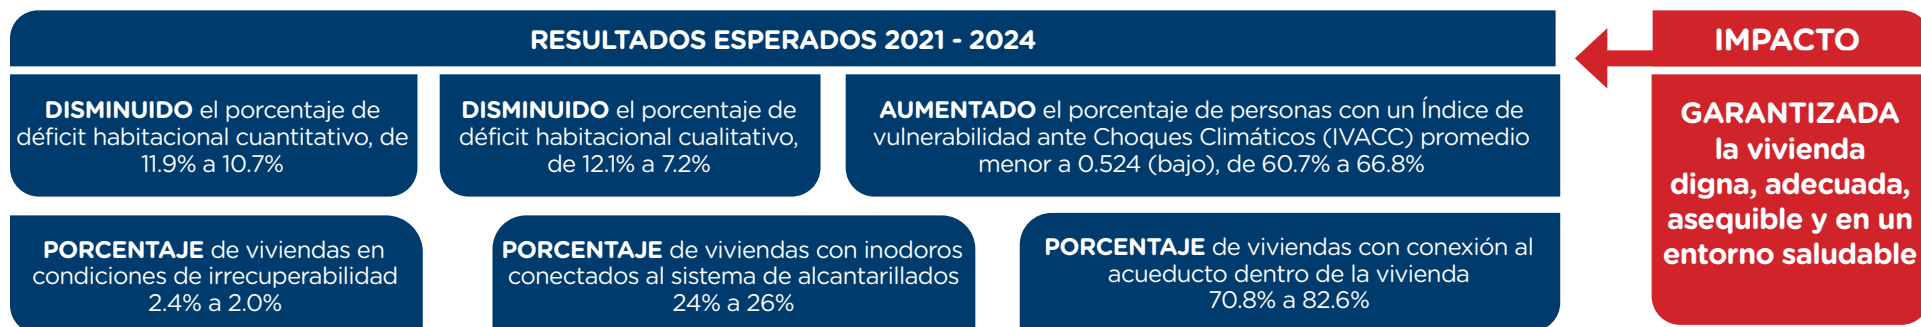 RESULTADOS ESPERADOS 2021 - 2024
DISMINUIDO el porcentaje de
déficit habitacional cuantitativo, de
11.9% a 10.7%
DISMINUIDO el porcentaje de
déficit habitacional cualitativo,
de 12.1% a 7.2%
AUMENTADO el porcentaje de personas con un Índice de
vulnerabilidad ante Choques Climáticos (IVACC) promedio
menor a 0.524 (bajo), de 60.7% a 66.8%
PORCENTAJE de viviendas en
condiciones de irrecuperabilidad
2.4% a 2.0%
PORCENTAJE de viviendas con inodoros
conectados al sistema de alcantarillados
24% a 26%
PORCENTAJE de viviendas con conexión al
acueducto dentro de la vivienda
70.8% a 82.6%
IMPACTO
GARANTIZADA
la vivienda
digna, adecuada,
asequible y en un
entorno saludable